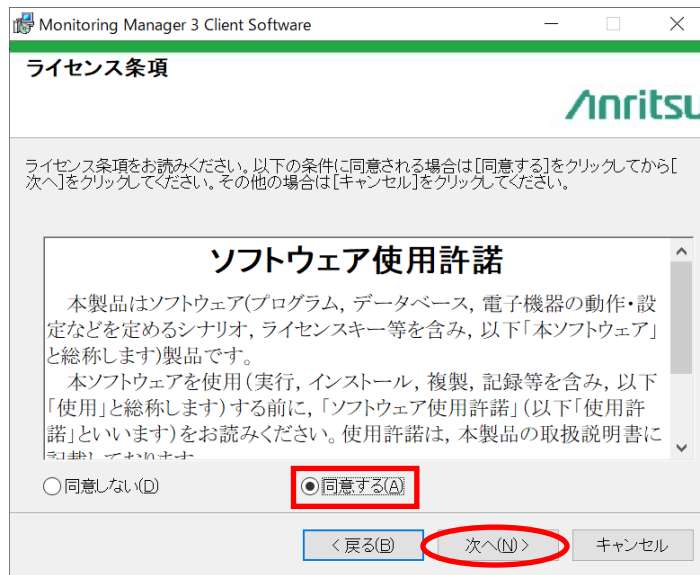 Monitoring Manager 3 Client Software
ライセンス条項
Anritsu
ライセンス条項をお読みください。以下の条件に同意される場合は[同意する]をクリックしてから[
次へ]をクリックしてください。その他の場合は[キャンセル]をクリックしてください。
ソフトウェア使用許諾
本製品はソフトウェア(プログラム, データベース, 電子機器の動作・設
定などを定めるシナリオ, ライセンスキー等を含み, 以下「本ソフトウェア」
と総称します)製品です。
本ソフトウェアを使用(実行, インストール, 複製, 記録等を含み, 以下
「使用」と総称します)する前に,「ソフトウェア使用許諾」(以下「使用許
諾」といいます)をお読みください。使用許諾は, 本製品の取扱説明書に
記載しております
同意しない(D)
同意する(A)
< 戻る(B)
次へ(N) >
キャンセル